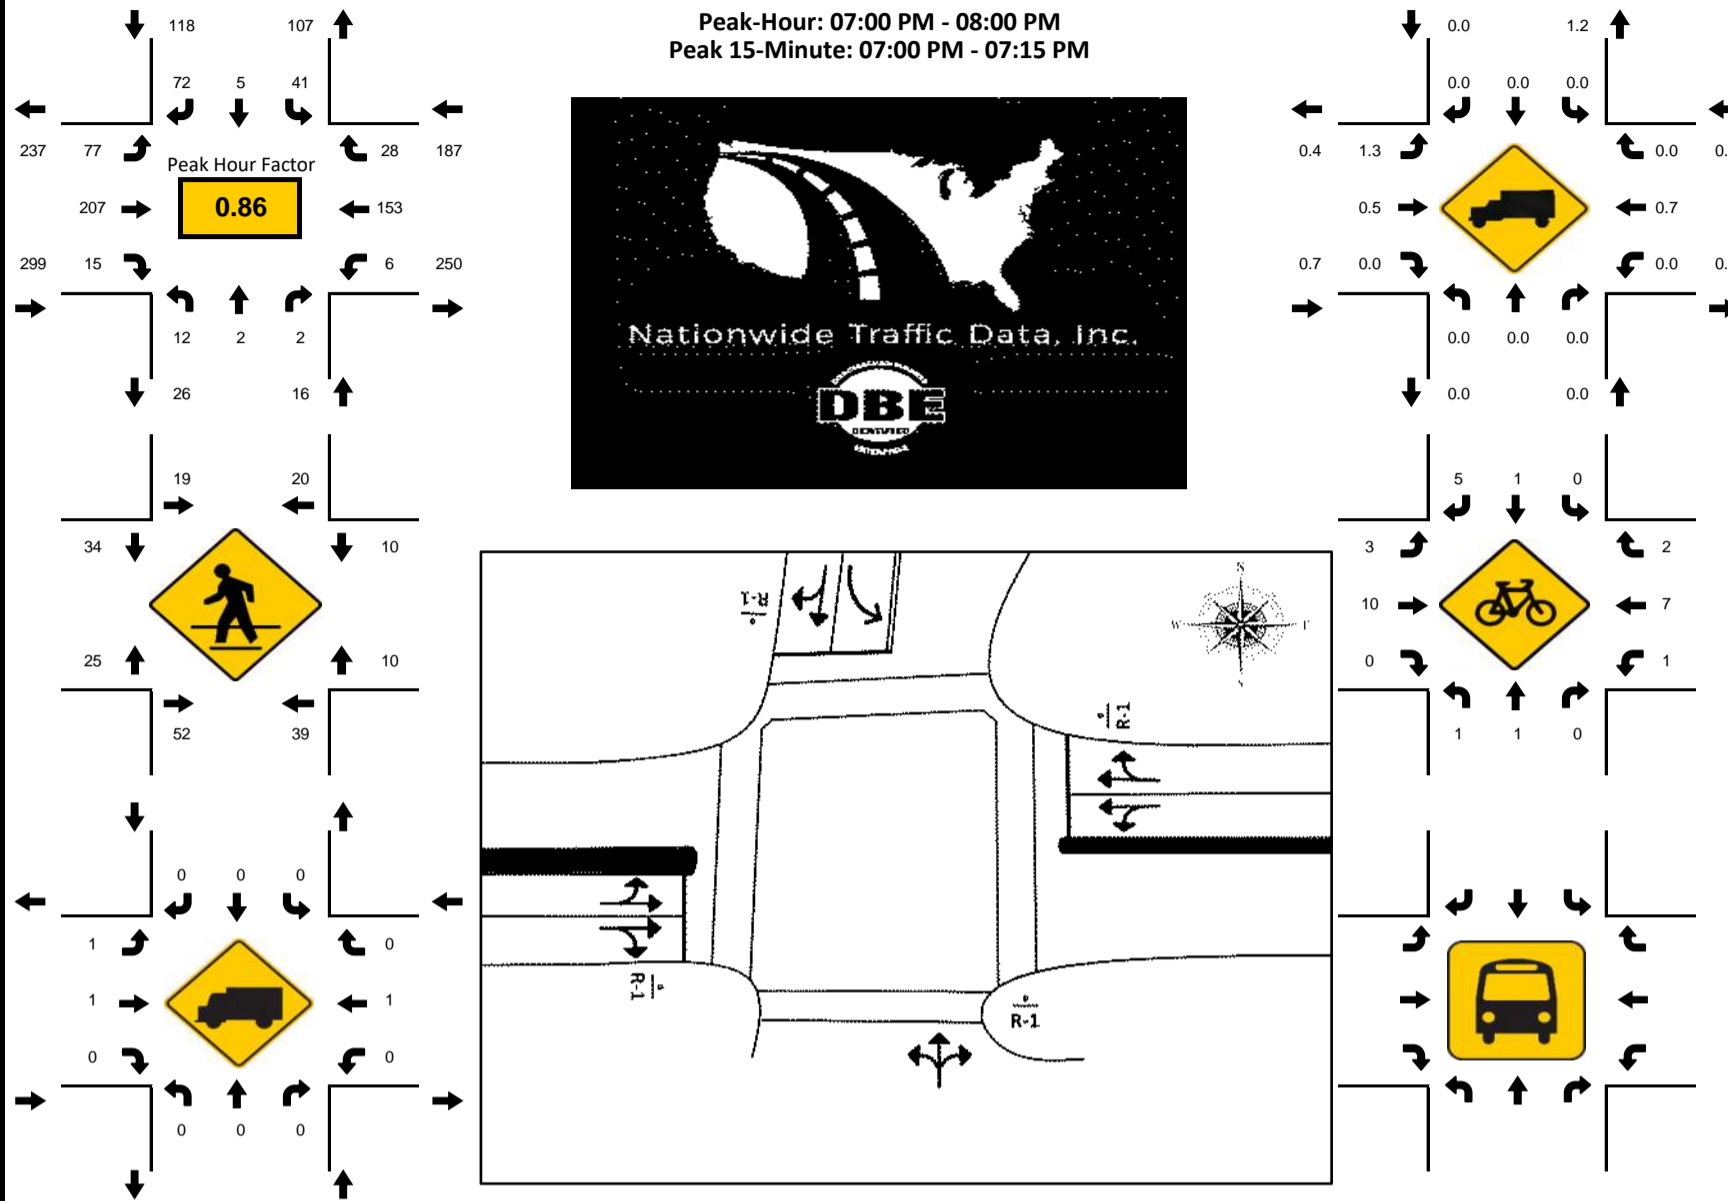 Peak-Hour: 07:00 PM - 08:00 PM
Peak 15-Minute: 07:00 PM - 07:15 PM
118 107
72 5 41
237 77 28 187
Peak Hour Factor
0.86
207 153
299 15 6 250
12 2 2
26 16
19 20
34 10
25 10
52 39
0 0 0
1 0
1 1
0 0
0 0 0
Nationwide Traffic Data, Inc.
DBE
CERTIFIED
R-1
R-1
R-1
R-1
S
W
S
0.0 1.2
0.0 0.0 0.0
0.4 1.3 0.0
0.5 0.7
0.7 0.0 0.0
0.0 0.0 0.0
0.0 0.0
5 1 0
3 2
10 7
0 1
1 1 0